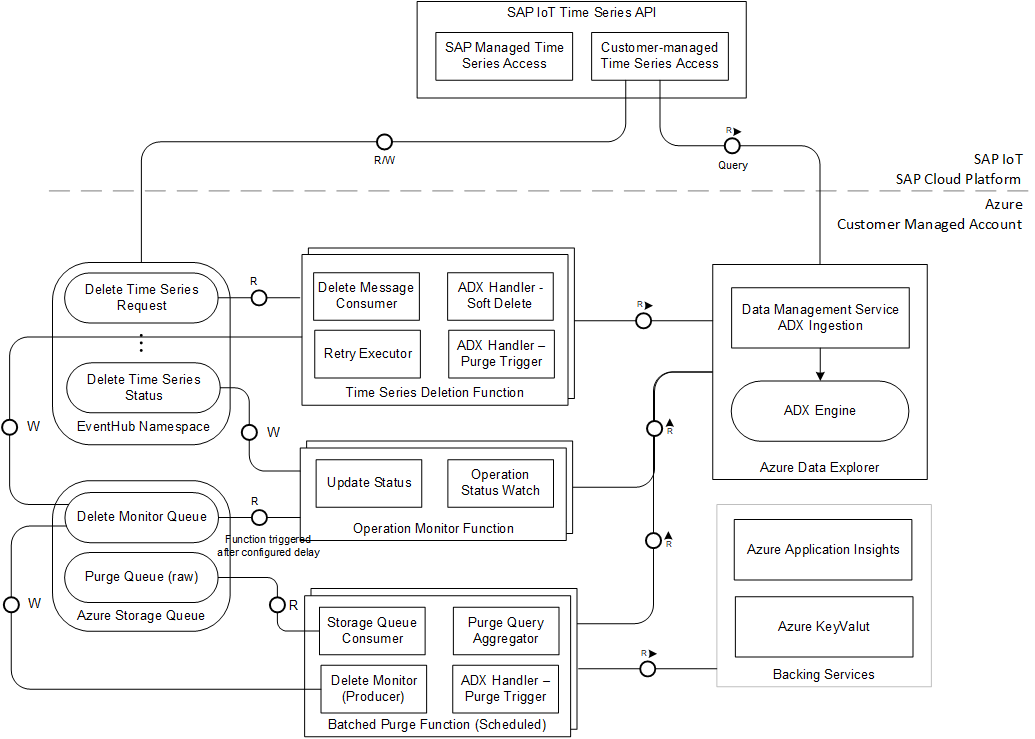 SAP IoT Time Series API
SAP Managed Time
Series Access
Customer-managed
Time Series Access
R/W
R
Query
SAP IoT
SAP Cloud Platform
Azure
Customer Managed Account
Delete Time Series
Request
Delete Time Series
Status
EventHub Namespace
R
Delete Message
Consumer
ADX Handler -
Soft Delete
Retry Executor
ADX Handler –
Purge Trigger
Time Series Deletion Function
R
Data Management Service
ADX Ingestion
ADX Engine
Azure Data Explorer
W
W
R
Update Status
Operation
Status Watch
Operation Monitor Function
Delete Monitor Queue
Purge Queue (raw)
Azure Storage Queue
R
Function triggered
after configured delay
R
W
R
Storage Queue
Consumer
Purge Query
Aggregator
Delete Monitor
(Producer)
ADX Handler –
Purge Trigger
Batched Purge Function (Scheduled)
R
Azure Application Insights
Azure KeyValut
Backing Services